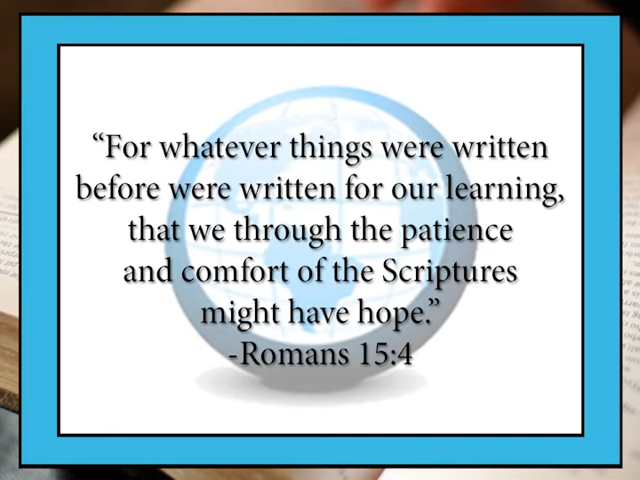 “For whatever things were written
before were written for our learning,
that we through the patience
and comfort of the Scriptures
might have hope.”
-Romans 15:4